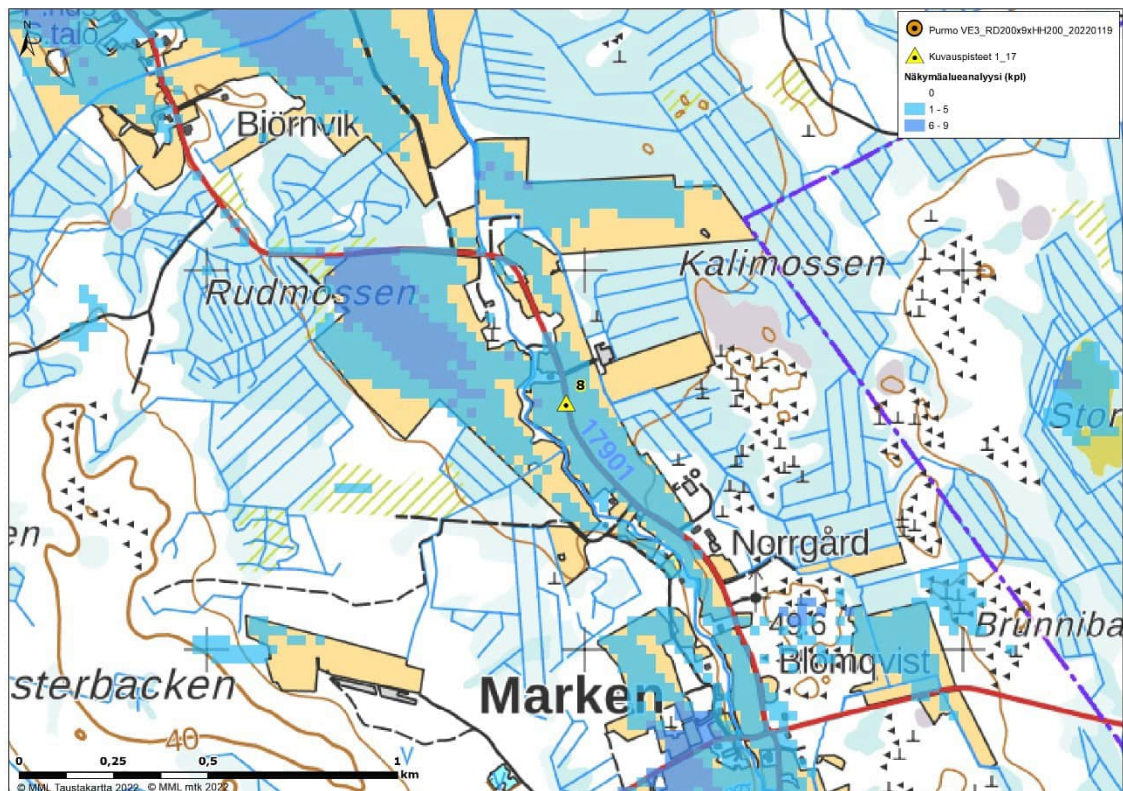 N
S.talo
Björnvik
Purmo VE3_RD200x9xHH200_20220119
Kuvauspisteet 1_17
Näkymäalueanalyysi (kpl)
0
1 - 5
6 - 9
Rudmossen
Kalimossen
8
17901
Stor
en
Norrgård
49.6
Brunniba
Blomqvist
sterbacken
Marken
40
V
0 0,25 0,5 1
km
© MML Taustakartta 2022 © MML mtk 2022